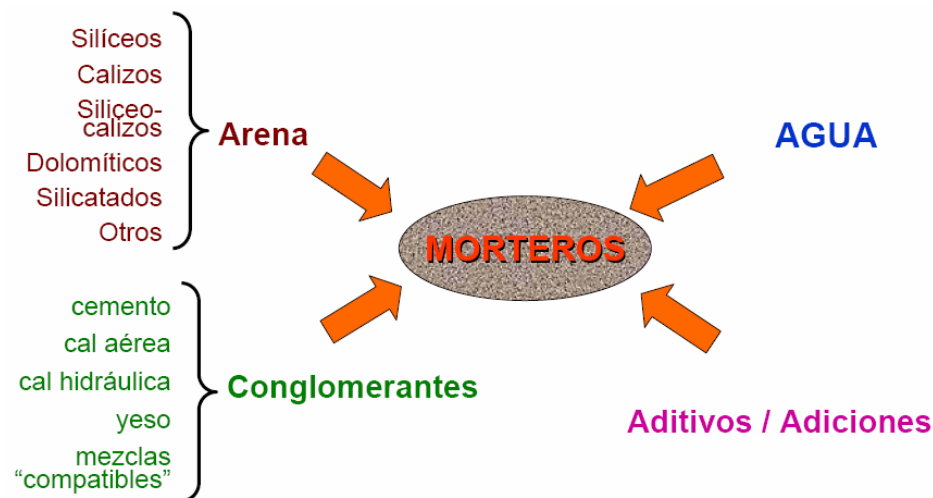 Silíceos
Calizos
Siliceo-
calizos
Dolomíticos
Silicatados
Otros
Arena
AGUA
MORTEROS
cemento
cal aérea
cal hidráulica
yeso
mezclas
“compatibles”
Conglomerantes
Aditivos / Adiciones